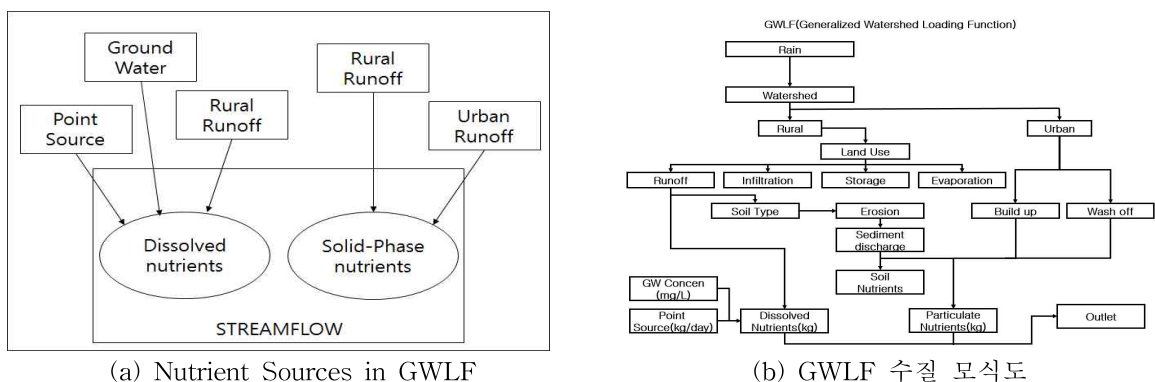 Ground
Water
Rural
Runoff
Point
Source
Rural
Runoff
Urban
Runoff
Dissolved
nutrients
Solid-Phase
nutrients
STREAMFLOW
(a) Nutrient Sources in GWLF
GWLF(Generalized Watershed Loading Function)
Rain
Watershed
Rural
Urban
Land Use
Runoff
Infiltration
Storage
Evaporation
Soil Type
Erosion
Build up
Wash off
Sediment
discharge
Soil
Nutrients
GW Concen
(mg/L)
Point
Source(kg/day)
Dissolved
Nutrients(kg)
Particulate
Nutrients(kg)
Outlet
(b) GWLF 수질 모식도